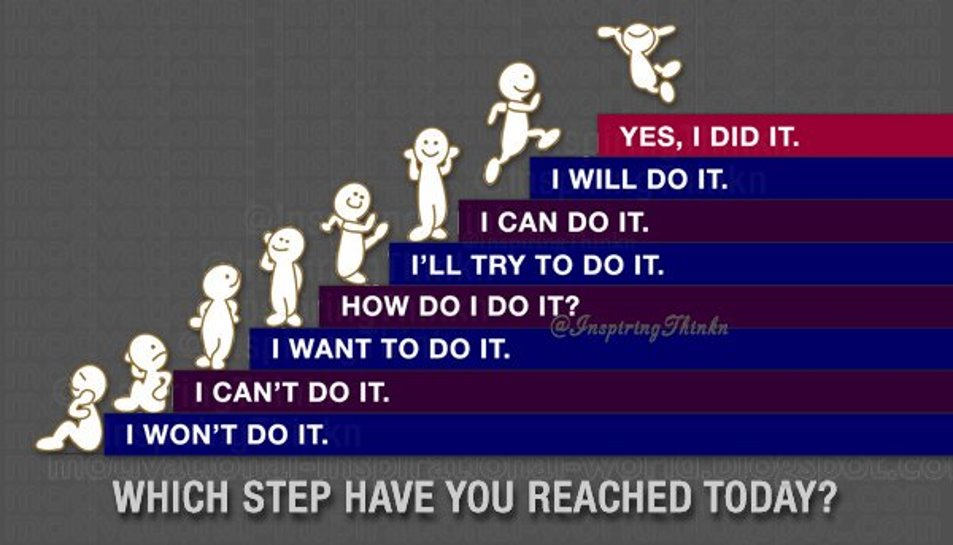 YES, I DID IT.
I WILL DO IT.
I CAN DO IT.
I'LL TRY TO DO IT.
HOW DO I DO IT?
@InspiringThinkn
I WANT TO DO IT.
I CAN'T DO IT.
I WON'T DO IT.
WHICH STEP HAVE YOU REACHED TODAY?